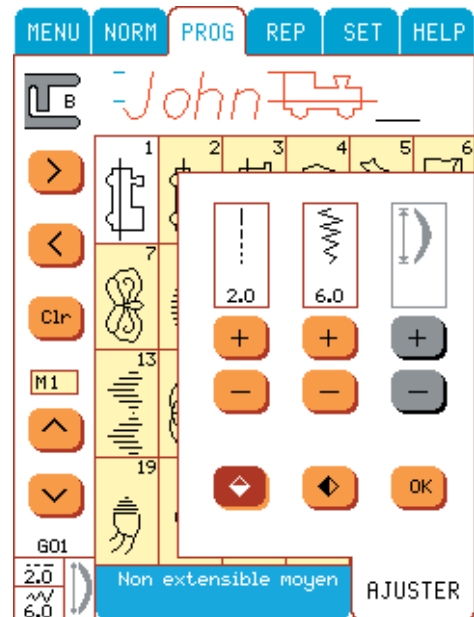 MENU NORM PROG REP SET HELP
B John
1 2 3 4 5 6
7
2.0 6.0
Clr
13
M1
19
OK
G01
2.0 Non extensible moyen
AJUSTER
6.0